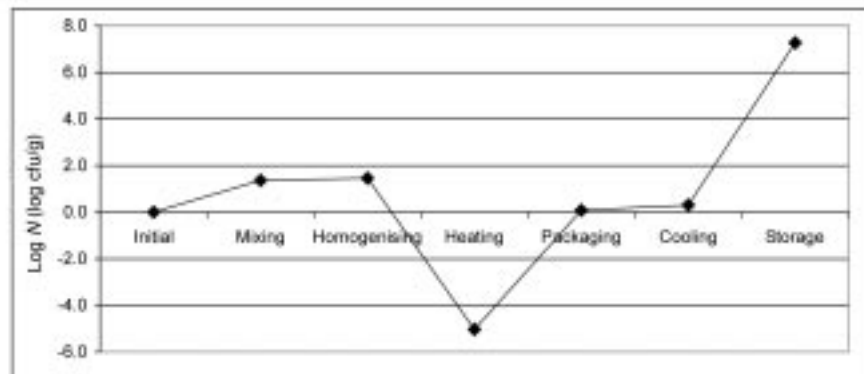 8.0
6.0
4.0
2.0
0.0
-2.0
-4.0
-6.0
Log N (log cfu/g)
Initial
Mixing
Homogenising
Heating
Packaging
Cooling
Storage